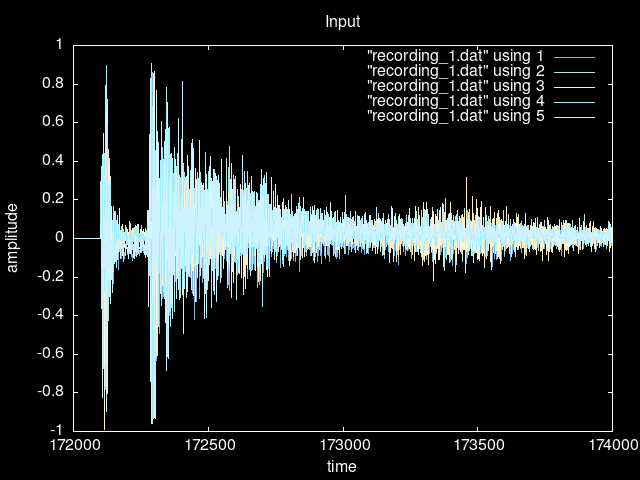 Input
1
0.8
0.6
0.4
0.2
0
-0.2
-0.4
-0.6
-0.8
-1
amplitude
"recording_1.dat" using 1
"recording_1.dat" using 2
"recording_1.dat" using 3
"recording_1.dat" using 4
"recording_1.dat" using 5
172000 172500 173000 173500 174000
time